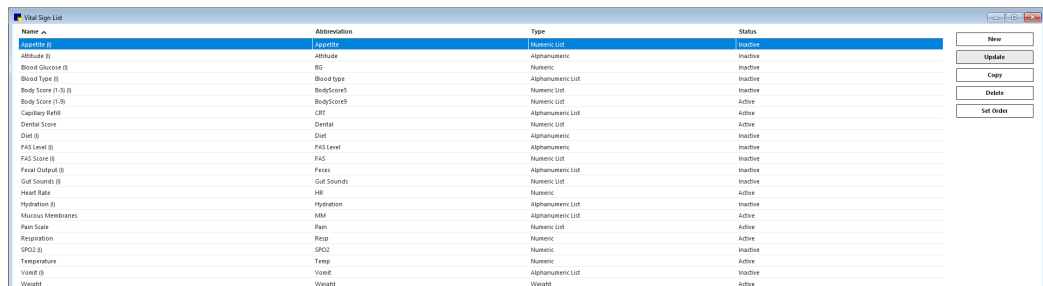 Vital Sign List
Name Abbreviation Type Status
Appetite (I) Appetite Numeric List Inactive
Attitude (I) Attitude Alphanumeric Inactive
Blood Glucose (I) BG Numeric Inactive
Blood Type (I) Blood type Alphanumeric List Inactive
Body Score (1-5) (I) BodyScore5 Numeric List Inactive
Body Score (1-9) BodyScore9 Numeric List Active
Capillary Refill CRT Alphanumeric List Active
Dental Score Dental Numeric List Active
Diet (I) Diet Alphanumeric Inactive
FAS Level (I) FAS Level Alphanumeric Inactive
FAS Score (I) FAS Numeric List Inactive
Fecal Output (I) Feces Alphanumeric List Inactive
Gut Sounds (I) Gut Sounds Numeric List Inactive
Heart Rate HR Numeric Active
Hydration (I) Hydration Alphanumeric List Inactive
Mucous Membranes MM Alphanumeric List Active
Pain Scale Pain Numeric List Active
Respiration Resp Numeric Active
SPO2 (I) SPO2 Numeric Inactive
Temperature Temp Numeric Active
Vomit (I) Vomit Alphanumeric List Inactive
Weight Weight Weight Active
New
Update
Copy
Delete
Set Order